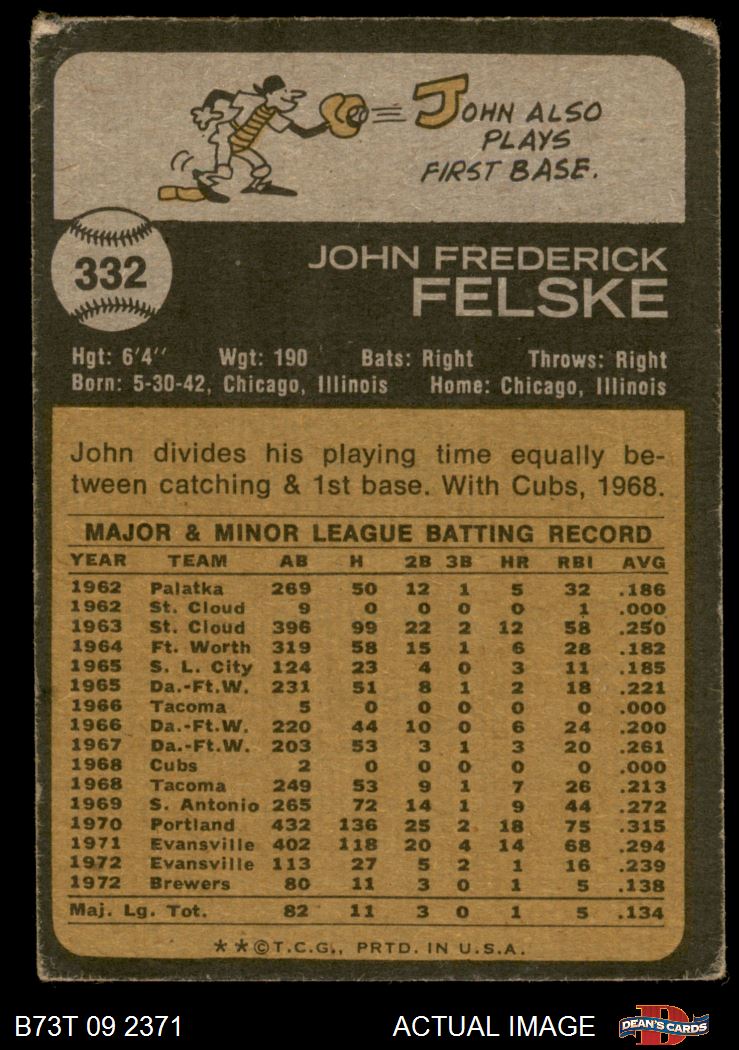 JOHN ALSO
PLAYS
FIRST BASE.
332
JOHN FREDERICK
FELSKE
Hgt: 6'4" Wgt: 190 Bats: Right Throws: Right
Born: 5-30-42, Chicago, Illinois Home: Chicago, Illinois
John divides his playing time equally be-
tween catching & 1st base. With Cubs, 1968.
MAJOR & MINOR LEAGUE BATTING RECORD
YEAR TEAM AB H 2B 3B HR RBI AVG
1962 Palatka 269 50 12 1 5 32 .186
1962 St. Cloud 9 0 0 0 0 1 .000
1963 St. Cloud 396 99 22 2 12 58 .250
1964 Ft. Worth 319 58 15 1 6 28 .182
1965 S. L. City 124 23 4 0 3 11 .185
1965 Da.-Ft.W. 231 51 8 1 2 18 .221
1966 Tacoma 5 0 0 0 0 0 .000
1966 Da.-Ft.W. 220 44 10 0 6 24 .200
1967 Da.-Ft.W. 203 53 3 1 3 20 .261
1968 Cubs 2 0 0 0 0 0 .000
1968 Tacoma 249 53 9 1 7 26 .213
1969 S. Antonio 265 72 14 1 9 44 .272
1970 Portland 432 136 25 2 18 75 .315
1971 Evansville 402 118 20 4 14 68 .294
1972 Evansville 113 27 5 2 1 16 .239
1972 Brewers 80 11 3 0 1 5 .138
Maj. Lg. Tot. 82 11 3 0 1 5 .134
**©T.C.G., PRTD. IN U.S.A.
B73T 09 2371 ACTUAL IMAGE
D
DEAN'S CARDS